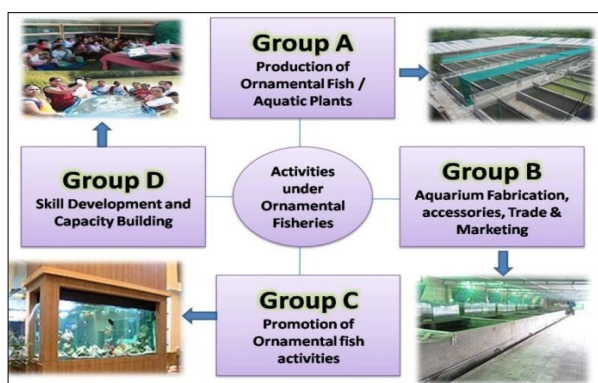 Group A
Production of
Ornamental Fish /
Aquatic Plants
Group D
Skill Development and
Capacity Building
Activities
under
Ornamental
Fisheries
Group B
Aquarium Fabrication,
accessories, Trade &
Marketing
Group C
Promotion of
Ornamental fish
activities